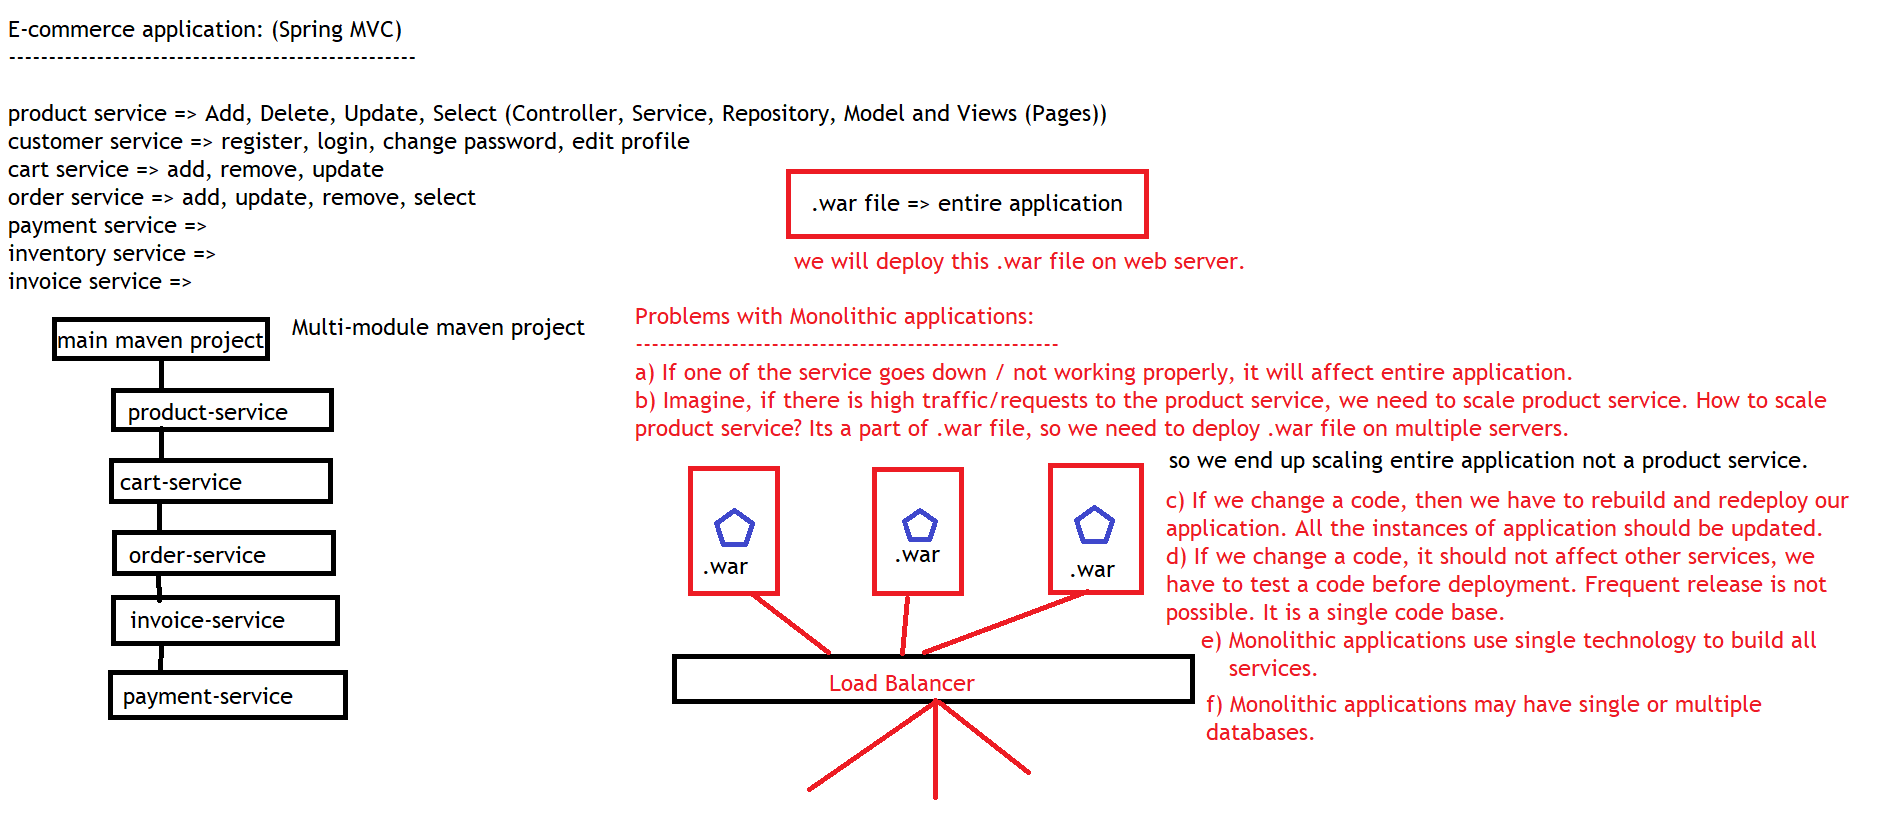 E-commerce application: (Spring MVC)
---------------------------------------------------
product service => Add, Delete, Update, Select (Controller, Service, Repository, Model and Views (Pages))
customer service => register, login, change password, edit profile
cart service => add, remove, update
order service => add, update, remove, select
payment service =>
inventory service =>
invoice service =>
.war file => entire application
we will deploy this .war file on web server.
main maven project
Multi-module maven project
product-service
cart-service
order-service
invoice-service
payment-service
Problems with Monolithic applications:
-----------------------------------------------------
a) If one of the service goes down / not working properly, it will affect entire application.
b) Imagine, if there is high traffic/requests to the product service, we need to scale product service. How to scale
product service? Its a part of .war file, so we need to deploy .war file on multiple servers.
so we end up scaling entire application not a product service.
.war
.war
.war
Load Balancer
c) If we change a code, then we have to rebuild and redeploy our
application. All the instances of application should be updated.
d) If we change a code, it should not affect other services, we
have to test a code before deployment. Frequent release is not
possible. It is a single code base.
e) Monolithic applications use single technology to build all
services.
f) Monolithic applications may have single or multiple
databases.